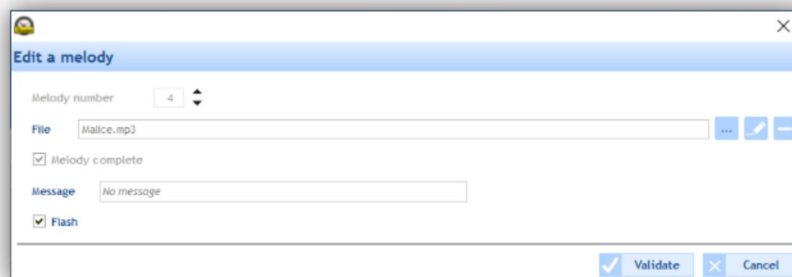 Edit a melody
Melody number 4
File Malice.mp3 ...
Melody complete
Message No message
Flash
Validate Cancel